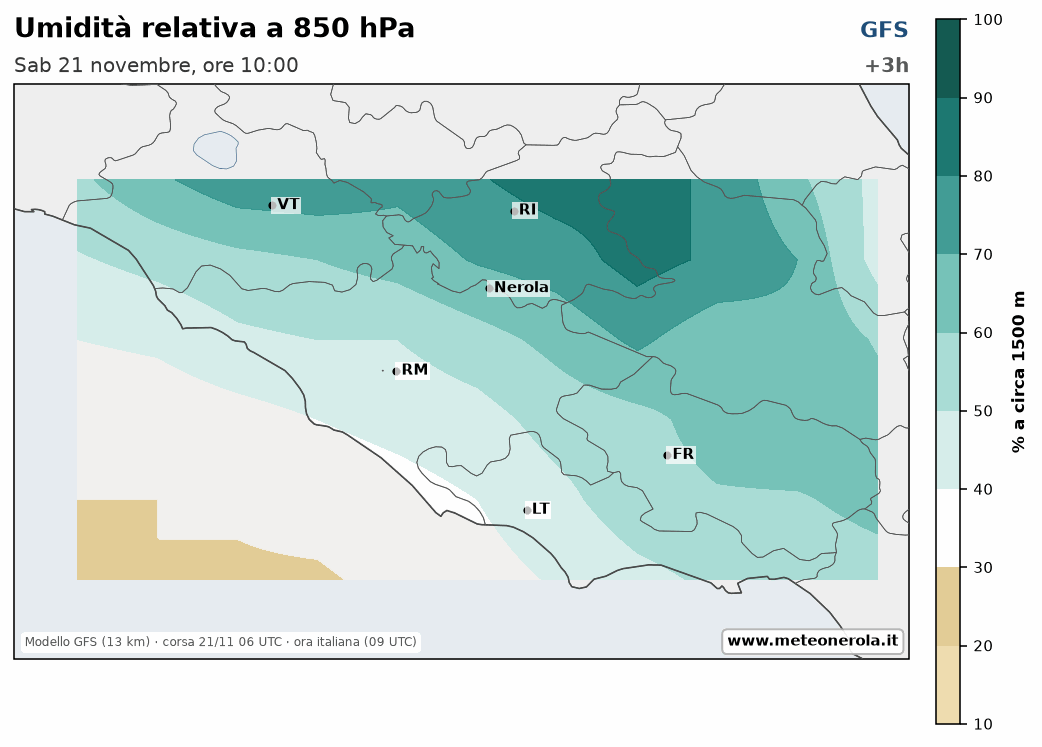 Umidità relativa a 850 hPa
GFS
Sab 21 novembre, ore 10:00
+3h
VT
RI
Nerola
RM
FR
LT
Modello GFS (13 km) · corsa 21/11 06 UTC · ora italiana (09 UTC)
www.meteonerola.it
100
90
80
70
60
50
40
30
20
10
% a circa 1500 m